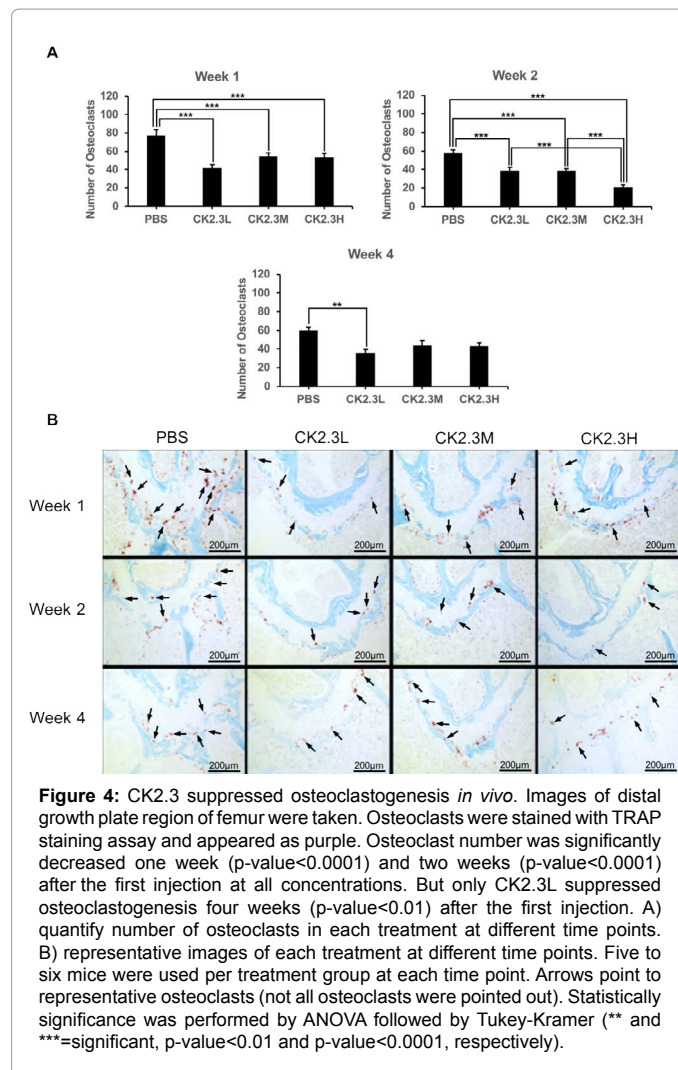 A
Week 1
Number of Osteoclasts
120
100
80
60
40
20
0
***
***
***
PBS CK2.3L CK2.3M CK2.3H
Week 2
Number of Osteoclasts
120
100
80
60
40
20
0
***
***
*** ***
***
PBS CK2.3L CK2.3M CK2.3H
Week 4
Number of Osteoclasts
120
100
80
60
40
20
0
**
PBS CK2.3L CK2.3M CK2.3H
B
PBS CK2.3L CK2.3M CK2.3H
Week 1
200µm 200µm 200µm 200µm
Week 2
200µm 200µm 200µm 200µm
Week 4
200µm 200µm 200µm 200µm
Figure 4: CK2.3 suppressed osteoclastogenesis in vivo. Images of distal
growth plate region of femur were taken. Osteoclasts were stained with TRAP
staining assay and appeared as purple. Osteoclast number was significantly
decreased one week (p-value<0.0001) and two weeks (p-value<0.0001)
after the first injection at all concentrations. But only CK2.3L suppressed
osteoclastogenesis four weeks (p-value<0.01) after the first injection. A)
quantify number of osteoclasts in each treatment at different time points.
B) representative images of each treatment at different time points. Five to
six mice were used per treatment group at each time point. Arrows point to
representative osteoclasts (not all osteoclasts were pointed out). Statistically
significance was performed by ANOVA followed by Tukey-Kramer (** and
***=significant, p-value<0.01 and p-value<0.0001, respectively).